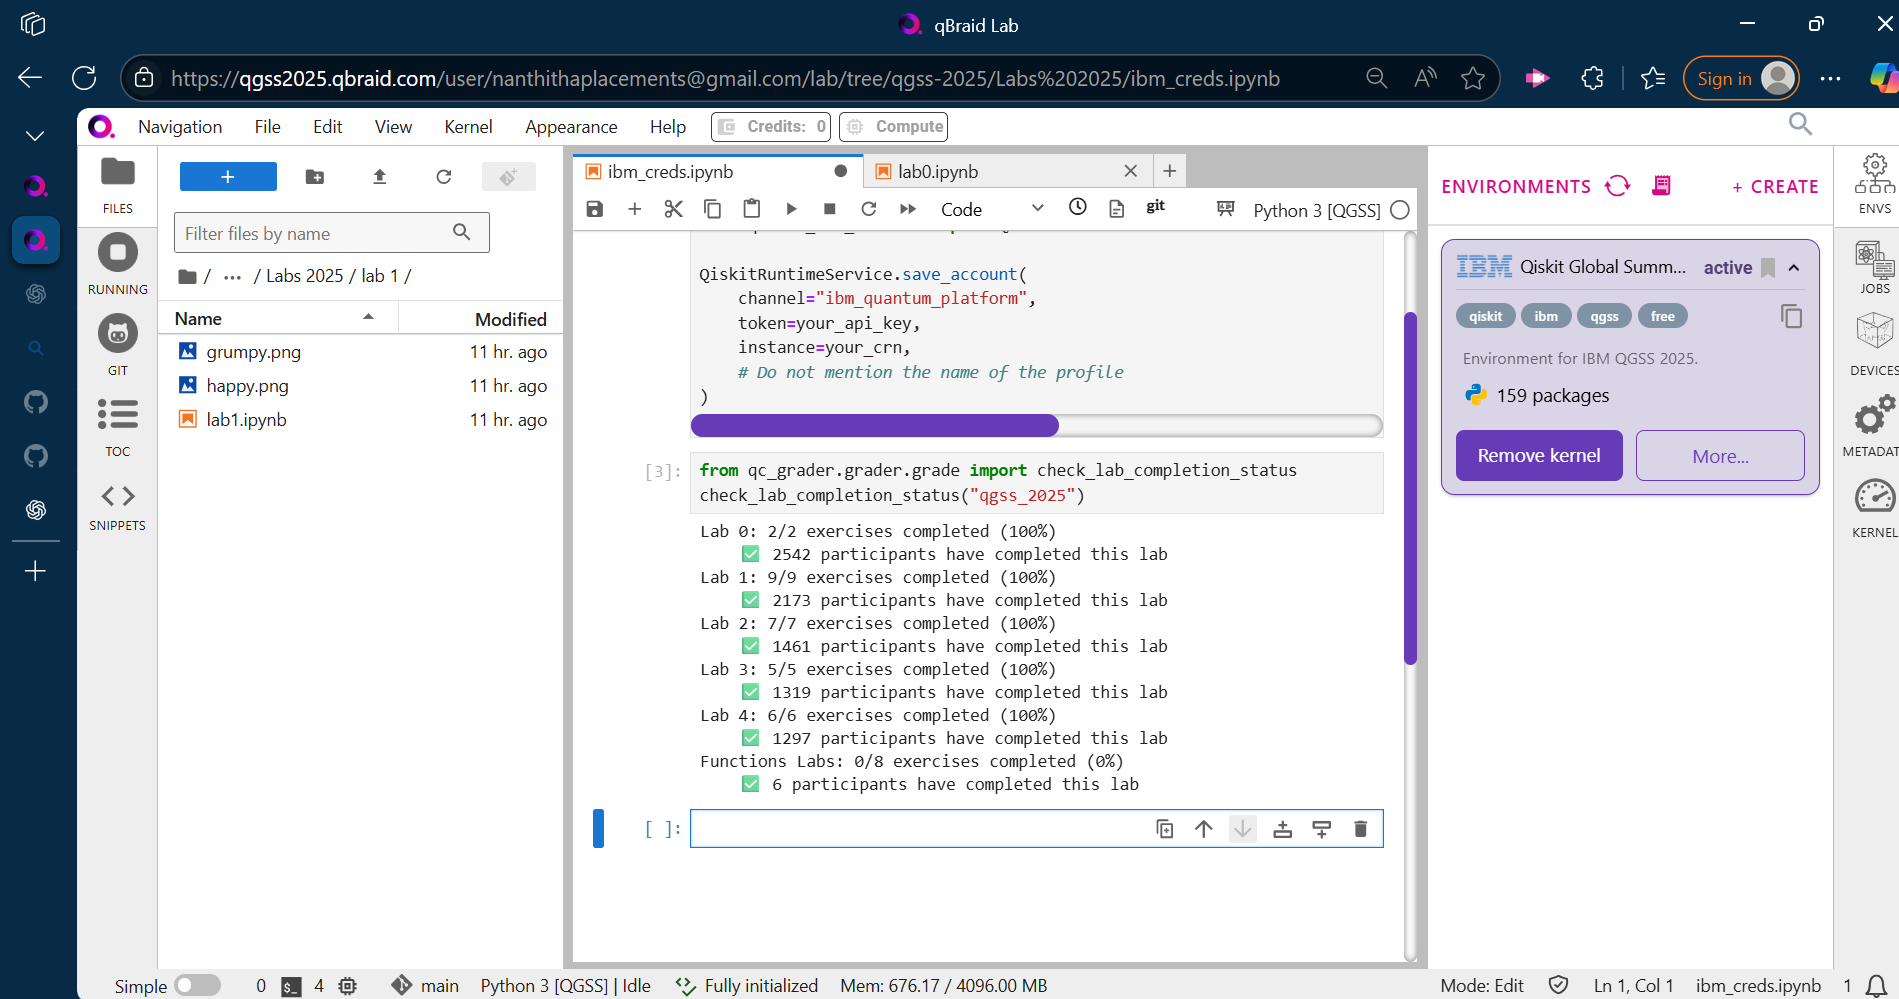 qBraid Lab
https://qgss2025.qbraid.com/user/nanthithaplacements@gmail.com/lab/tree/qgss-2025/Labs%202025/ibm_creds.ipynb
Sign in
Navigation File Edit View Kernel Appearance Help Credits: 0 Compute
FILES
RUNNING
GIT
TOC
SNIPPETS
Filter files by name
/ ... / Labs 2025 / lab 1 /
Name Modified
grumpy.png 11 hr. ago
happy.png 11 hr. ago
lab1.ipynb 11 hr. ago
ibm_creds.ipynb
lab0.ipynb
Code
git
Python 3 [QGSS]
QiskitRuntimeService.save_account(
channel="ibm_quantum_platform",
token=your_api_key,
instance=your_crn,
# Do not mention the name of the profile
)
[3]: from qc_grader.grader.grade import check_lab_completion_status
check_lab_completion_status("qgss_2025")
Lab 0: 2/2 exercises completed (100%)
✅ 2542 participants have completed this lab
Lab 1: 9/9 exercises completed (100%)
✅ 2173 participants have completed this lab
Lab 2: 7/7 exercises completed (100%)
✅ 1461 participants have completed this lab
Lab 3: 5/5 exercises completed (100%)
✅ 1319 participants have completed this lab
Lab 4: 6/6 exercises completed (100%)
✅ 1297 participants have completed this lab
Functions Labs: 0/8 exercises completed (0%)
✅ 6 participants have completed this lab
[ ]:
ENVIRONMENTS + CREATE
IBM Qiskit Global Summ... active
qiskit ibm qgss free
Environment for IBM QGSS 2025.
159 packages
Remove kernel More...
ENVS
JOBS
DEVICES
METADAT
KERNEL
Simple 0 4 main Python 3 [QGSS] | Idle Fully initialized Mem: 676.17 / 4096.00 MB Mode: Edit Ln 1, Col 1 ibm_creds.ipynb 1